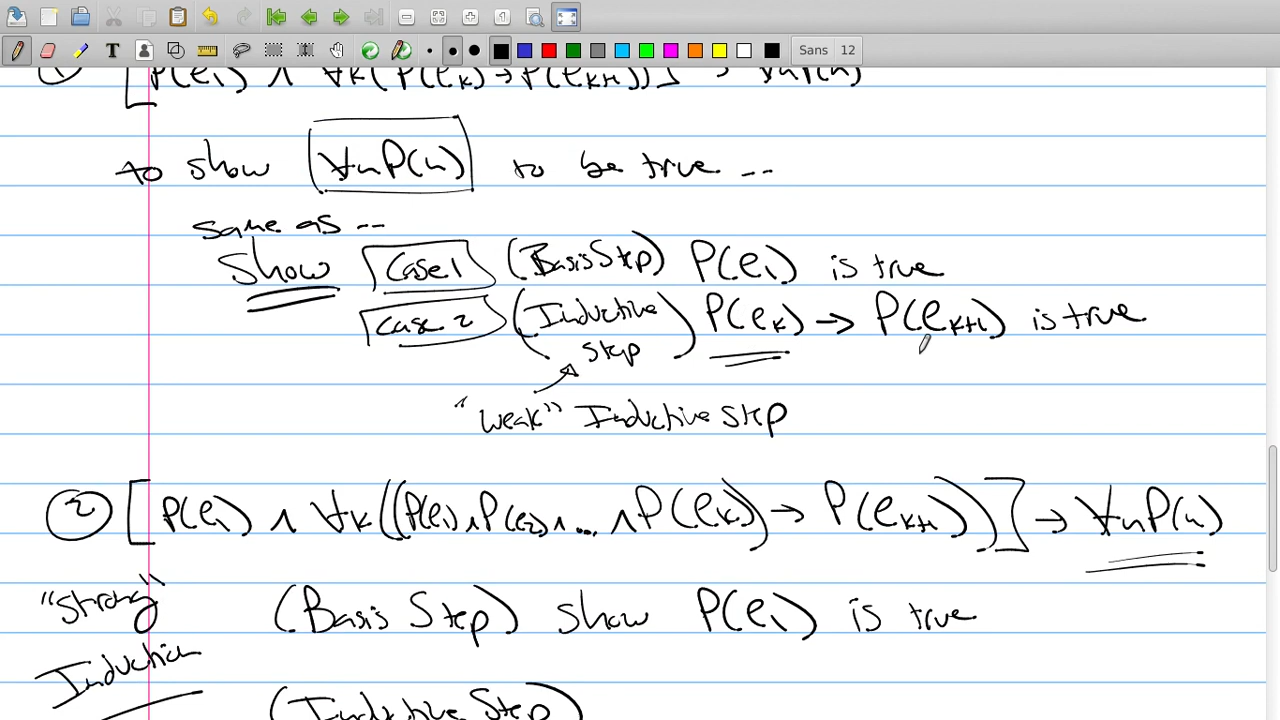 Sans 12
① [P(e₁) ∧ ∀k(P(eₖ)→P(eₖ₊₁))] → ∀nP(n)
to show ∀nP(n) to be true --
same as --
Show Case 1 (Basis Step) P(e₁) is true
Case 2 (Inductive Step) P(eₖ) → P(eₖ₊₁) is true
"weak" Inductive Step
② [P(e₁) ∧ ∀k((P(e₁)∧P(e₂)∧...∧P(eₖ)) → P(eₖ₊₁))] → ∀nP(n)
"Strong" Induction
(Basis Step) show P(e₁) is true
(Inductive Step)